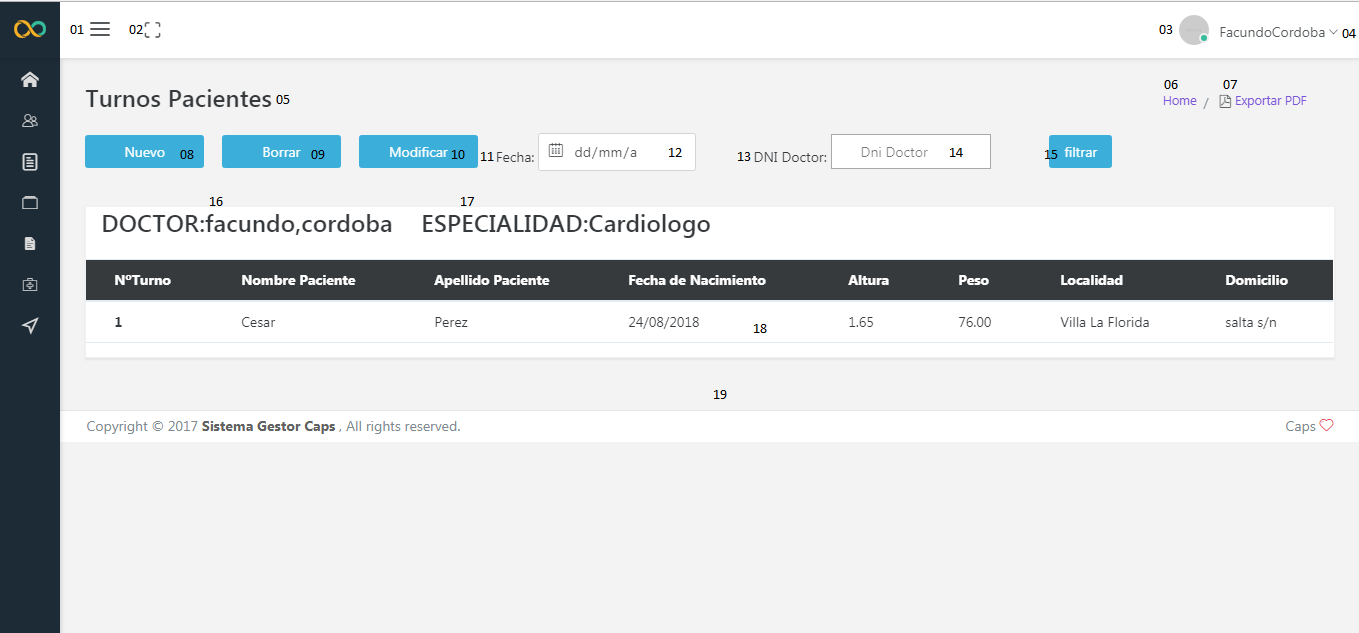 01 02 03 FacundoCordoba 04
Turnos Pacientes 05
06 07
Home / Exportar PDF
Nuevo 08 Borrar 09 Modificar 10 11 Fecha: dd/mm/a 12 13 DNI Doctor: Dni Doctor 14 15 filtrar
16 17
DOCTOR:facundo,cordoba ESPECIALIDAD:Cardiologo
NºTurno Nombre Paciente Apellido Paciente Fecha de Nacimiento Altura Peso Localidad Domicilio
1 Cesar Perez 24/08/2018 18 1.65 76.00 Villa La Florida salta s/n
19
Copyright © 2017 Sistema Gestor Caps , All rights reserved. Caps